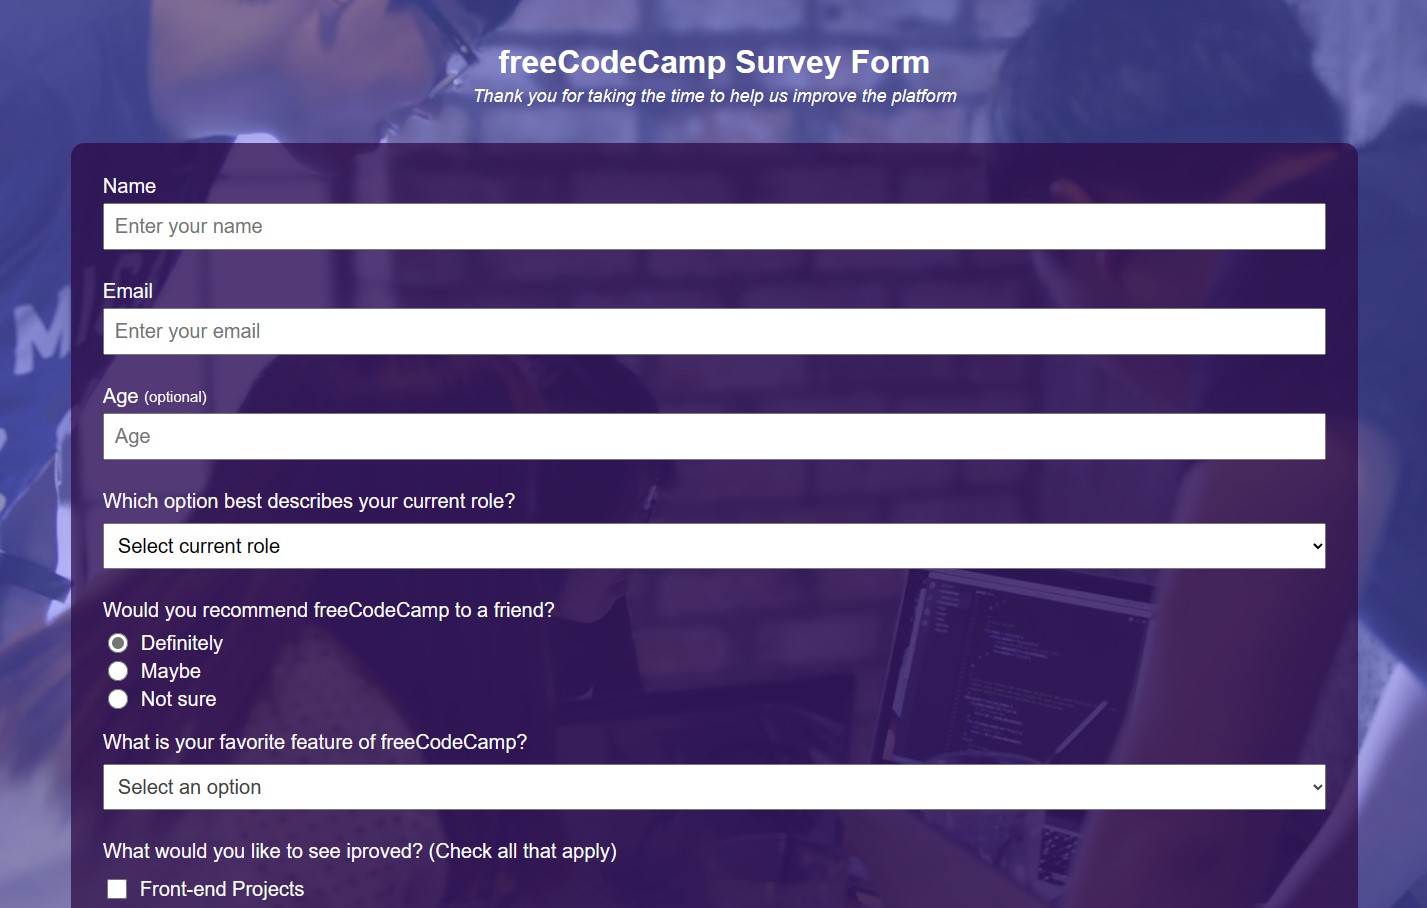 freeCodeCamp Survey Form
Thank you for taking the time to help us improve the platform
Name
Enter your name
Email
Enter your email
Age (optional)
Age
Which option best describes your current role?
Select current role
Would you recommend freeCodeCamp to a friend?
Definitely
Maybe
Not sure
What is your favorite feature of freeCodeCamp?
Select an option
What would you like to see iproved? (Check all that apply)
Front-end Projects